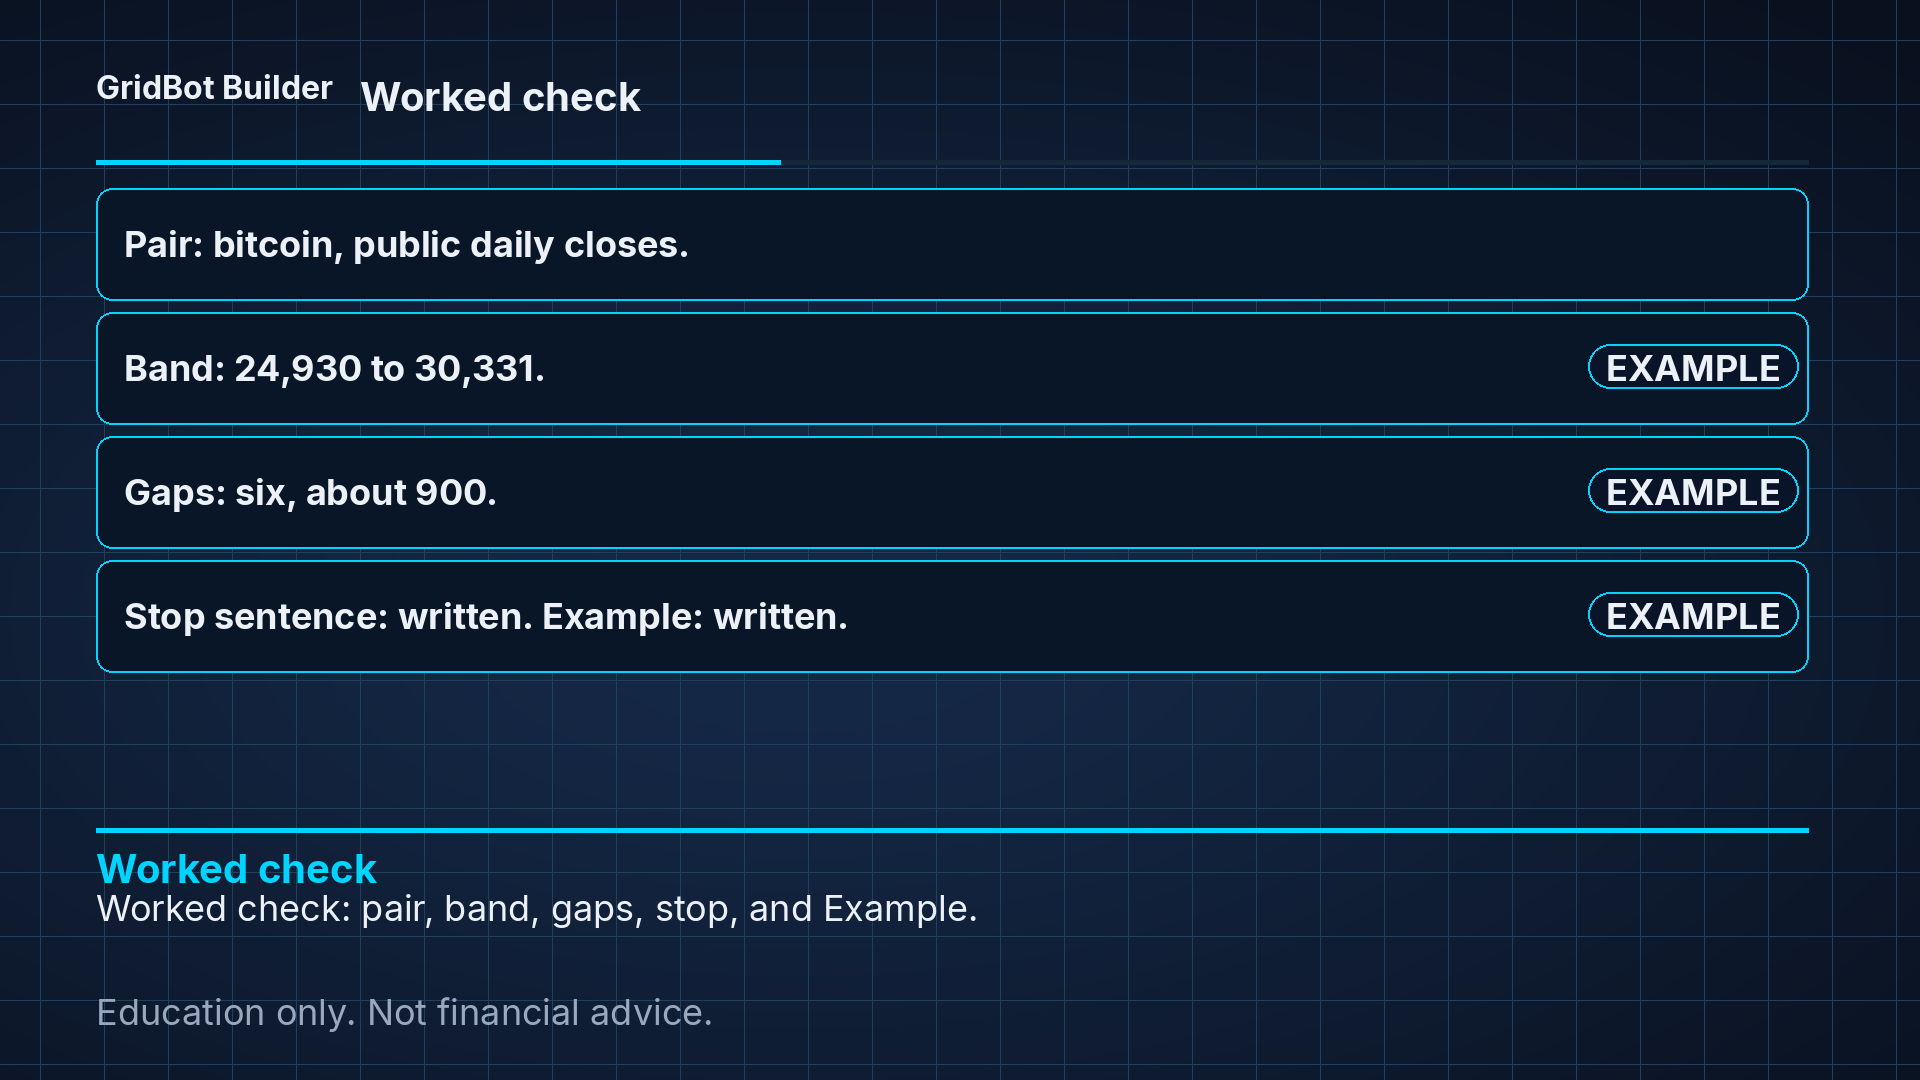 GridBot Builder Worked check
Pair: bitcoin, public daily closes.
Band: 24,930 to 30,331. EXAMPLE
Gaps: six, about 900. EXAMPLE
Stop sentence: written. Example: written. EXAMPLE
Worked check
Worked check: pair, band, gaps, stop, and Example.
Education only. Not financial advice.